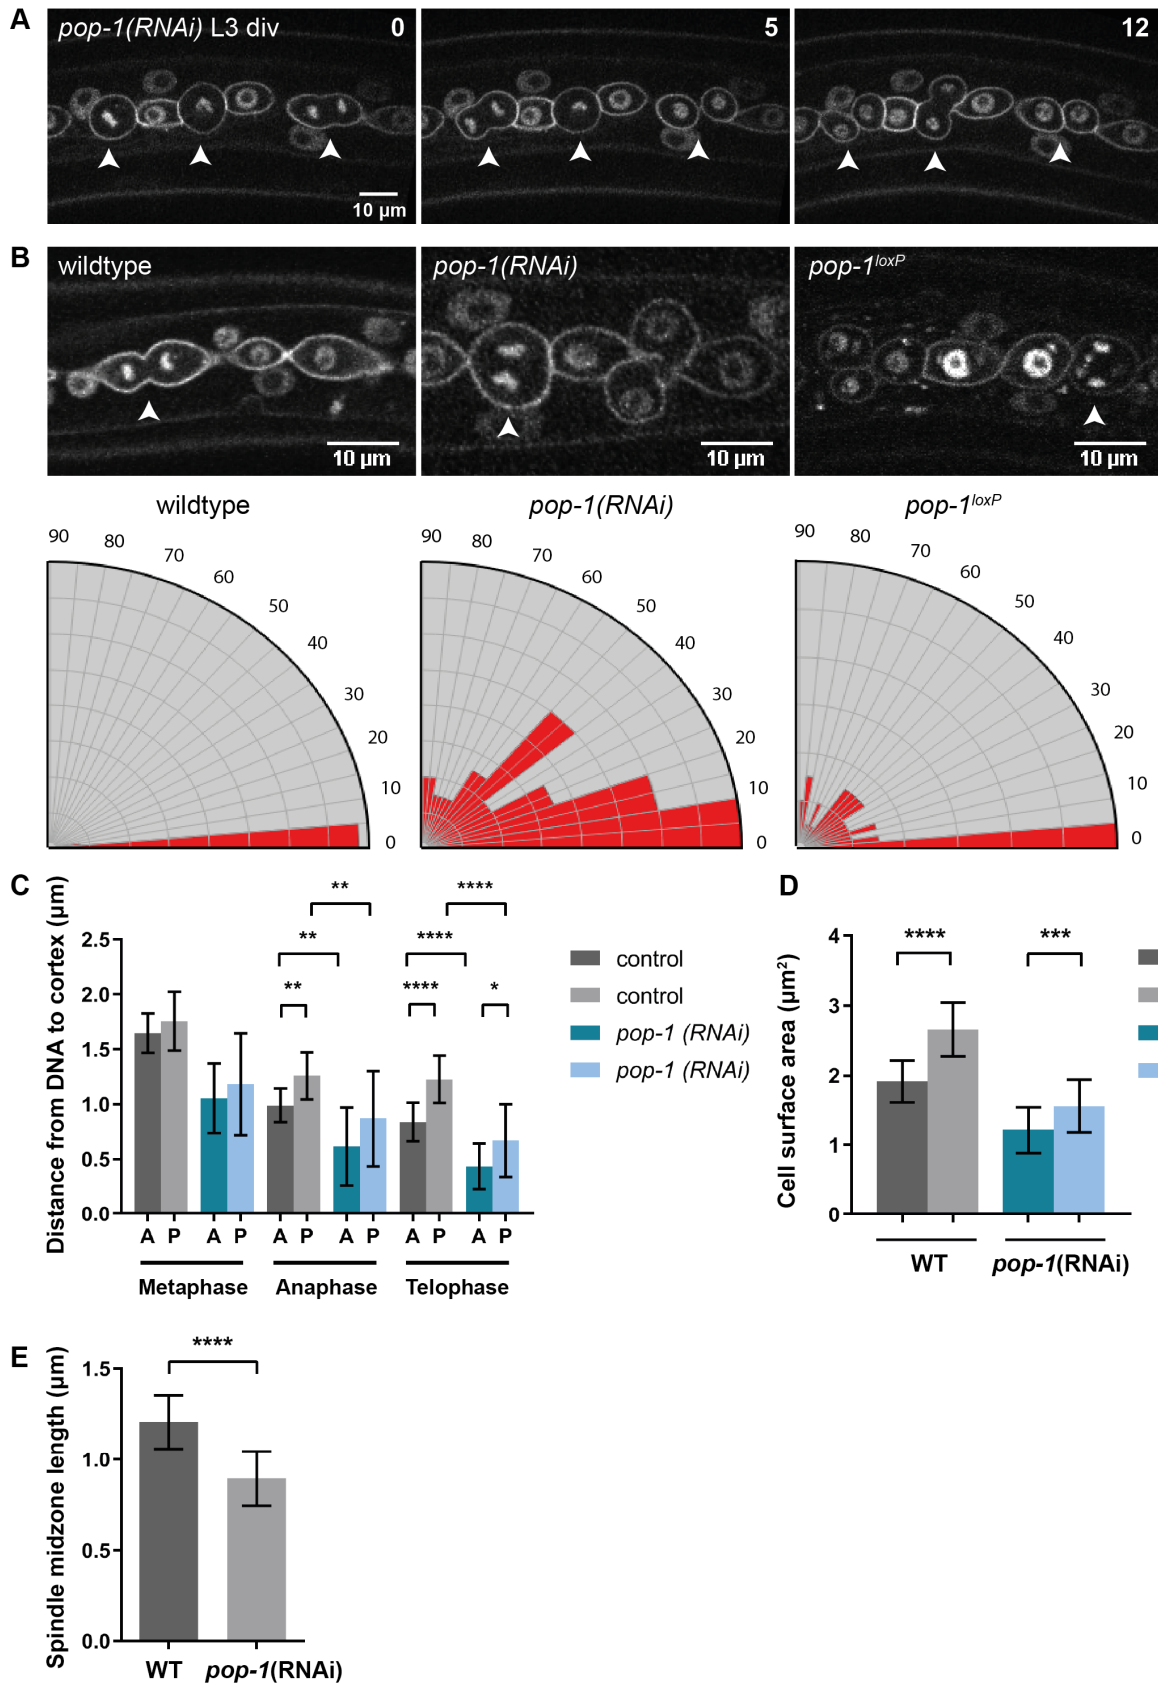 A
pop-1(RNAi) L3 div 0
5
12
10 µm
B
wildtype
pop-1(RNAi)
pop-1loxP
10 µm
10 µm
10 µm
wildtype
90 80 70 60 50 40 30 20 10 0
pop-1(RNAi)
90 80 70 60 50 40 30 20 10 0
pop-1loxP
90 80 70 60 50 40 30 20 10 0
C
Distance from DNA to cortex (µm)
2.5
2.0
1.5
1.0
0.5
0.0
** ****
** ****
** **** *
A P A P A P A P A P A P
Metaphase Anaphase Telophase
control
control
pop-1 (RNAi)
pop-1 (RNAi)
D
Cell surface area (µm²)
4
3
2
1
0
**** ***
WT pop-1(RNAi)
E
Spindle midzone length (µm)
1.5
1.0
0.5
0.0
****
WT pop-1(RNAi)